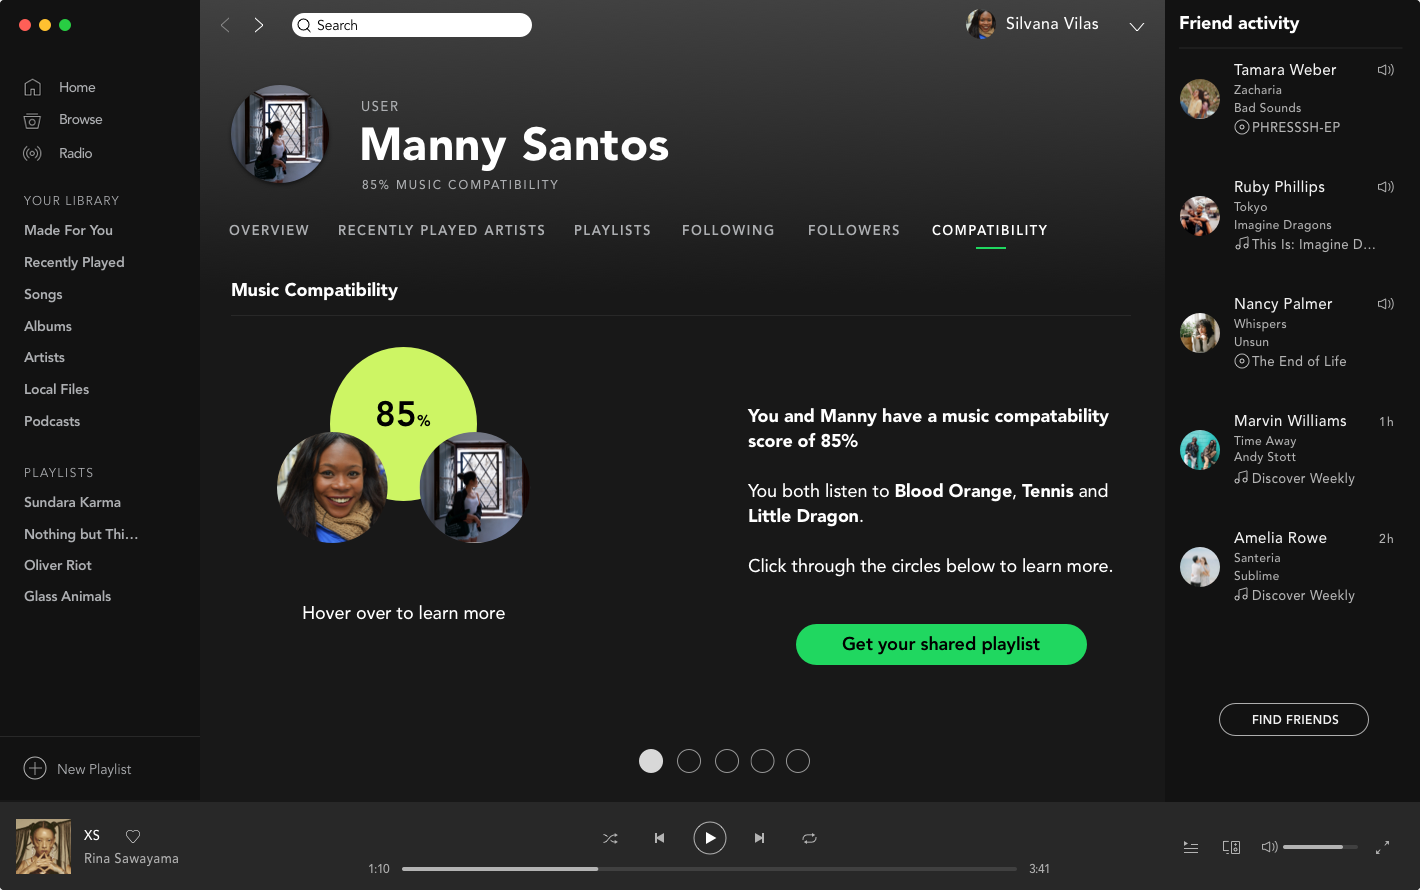 Search
Silvana Vilas
Home
Browse
Radio
YOUR LIBRARY
Made For You
Recently Played
Songs
Albums
Artists
Local Files
Podcasts
PLAYLISTS
Sundara Karma
Nothing but Thi...
Oliver Riot
Glass Animals
New Playlist
USER
Manny Santos
85% MUSIC COMPATIBILITY
OVERVIEW RECENTLY PLAYED ARTISTS PLAYLISTS FOLLOWING FOLLOWERS COMPATIBILITY
Music Compatibility
85%
Hover over to learn more
You and Manny have a music compatability
score of 85%
You both listen to Blood Orange, Tennis and
Little Dragon.
Click through the circles below to learn more.
Get your shared playlist
Friend activity
Tamara Weber
Zacharia
Bad Sounds
PHRESSSH-EP
Ruby Phillips
Tokyo
Imagine Dragons
This Is: Imagine D...
Nancy Palmer
Whispers
Unsun
The End of Life
Marvin Williams 1h
Time Away
Andy Stott
Discover Weekly
Amelia Rowe 2h
Santeria
Sublime
Discover Weekly
FIND FRIENDS
XS
Rina Sawayama
1:10 3:41